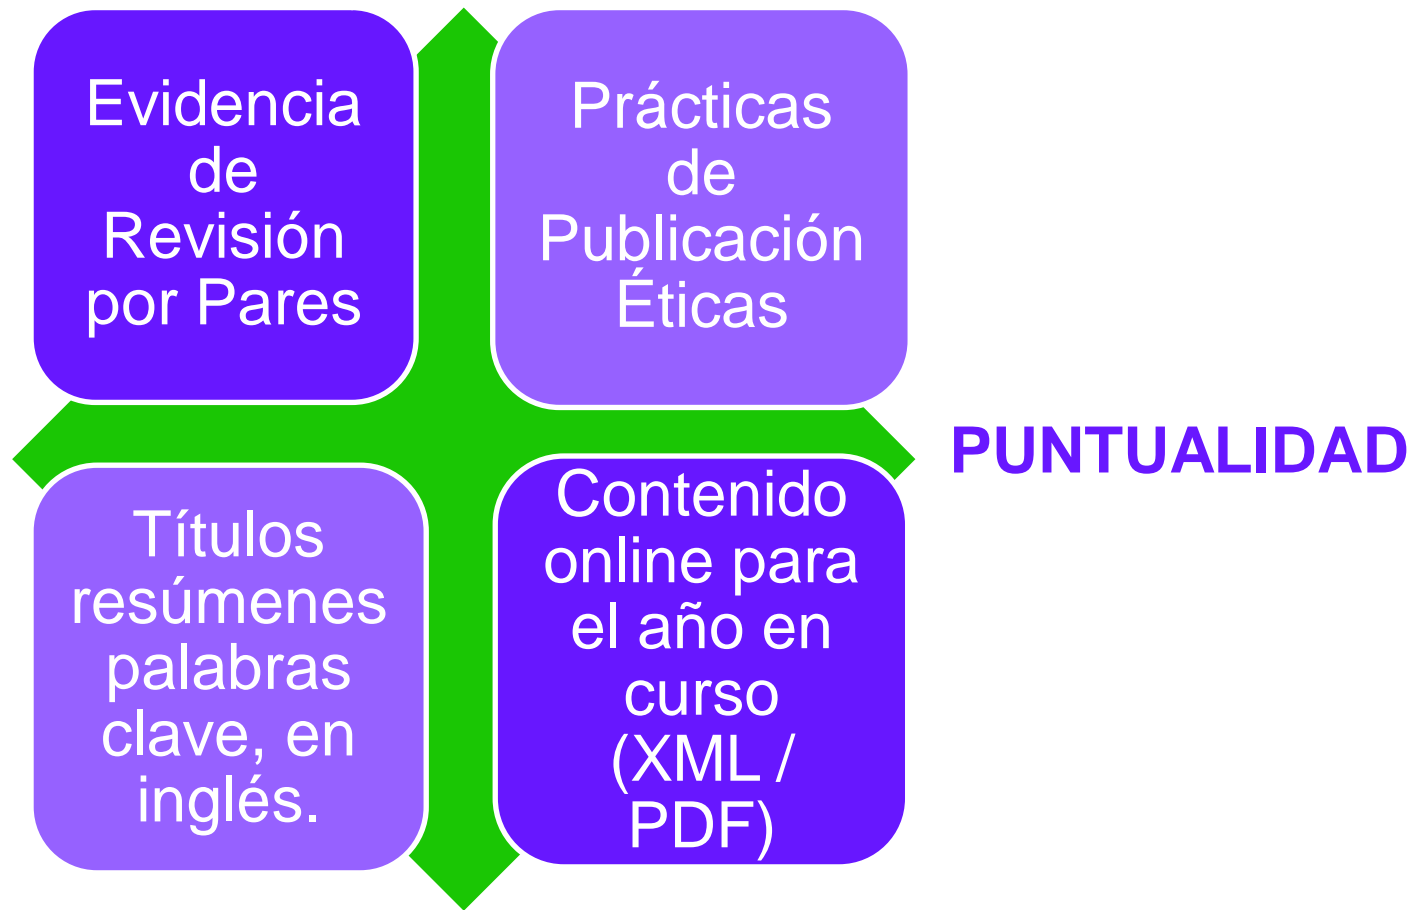 Evidencia
de
Revisión
por Pares
Prácticas
de
Publicación
Éticas
PUNTUALIDAD
Títulos
resúmenes
palabras
clave, en
inglés.
Contenido
online para
el año en
curso
(XML /
PDF)